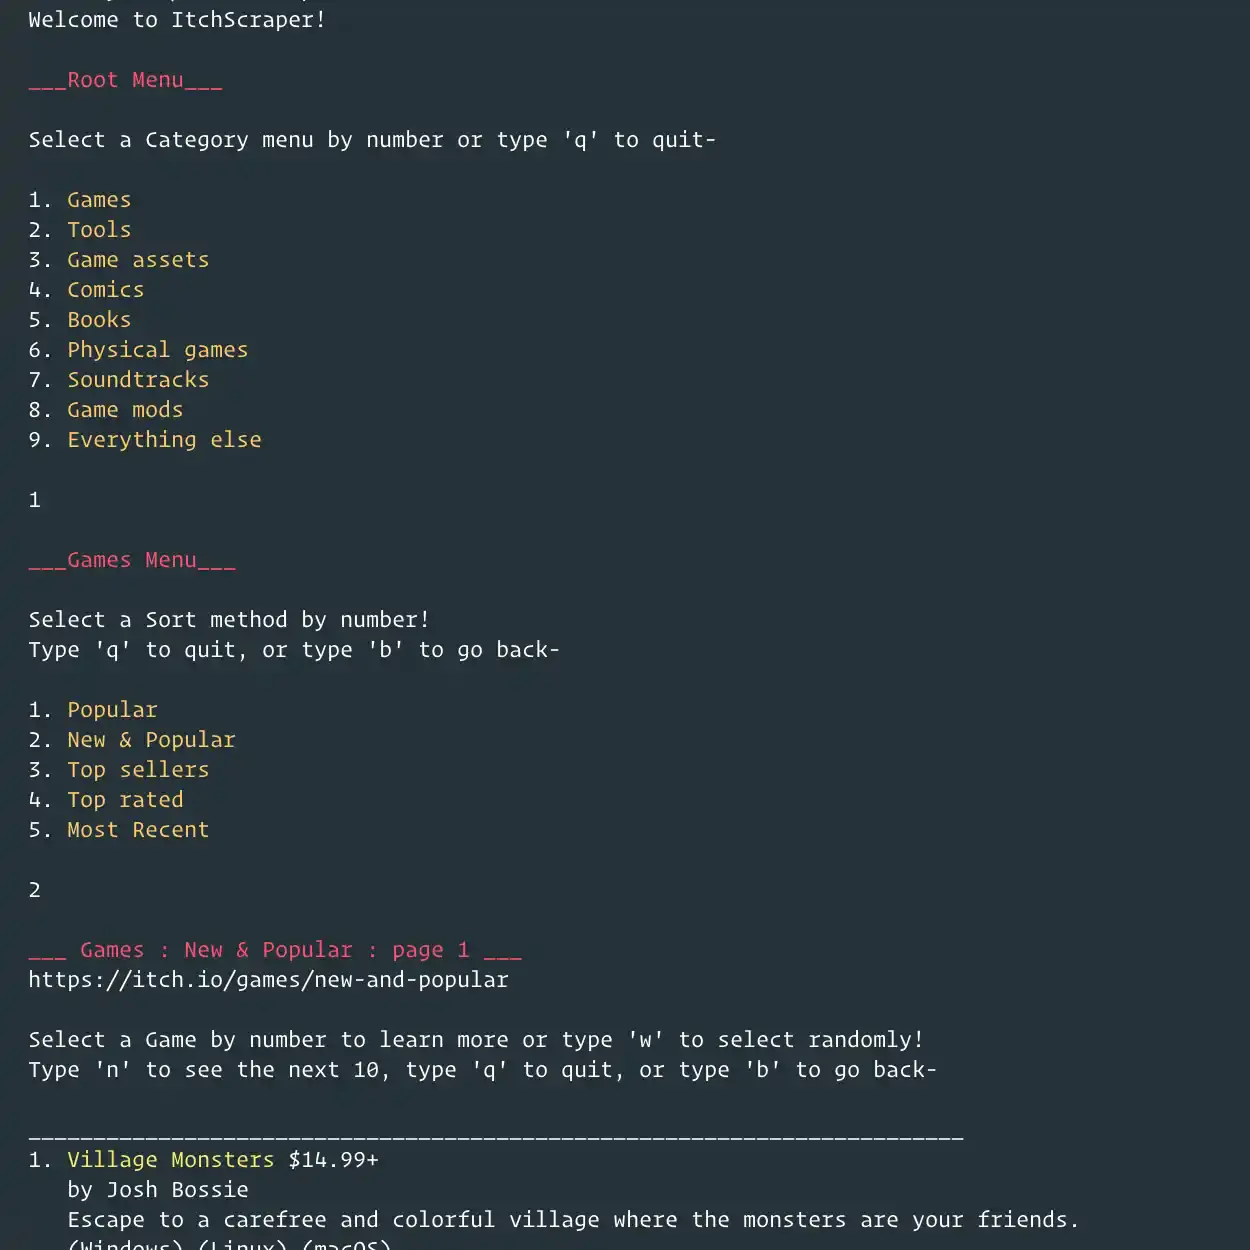 Welcome to ItchScraper!
___Root Menu___
Select a Category menu by number or type 'q' to quit-
1. Games
2. Tools
3. Game assets
4. Comics
5. Books
6. Physical games
7. Soundtracks
8. Game mods
9. Everything else
1
___Games Menu___
Select a Sort method by number!
Type 'q' to quit, or type 'b' to go back-
1. Popular
2. New & Popular
3. Top sellers
4. Top rated
5. Most Recent
2
___ Games : New & Popular : page 1 ___
https://itch.io/games/new-and-popular
Select a Game by number to learn more or type 'w' to select randomly!
Type 'n' to see the next 10, type 'q' to quit, or type 'b' to go back-
________________________________________________________________________
1. Village Monsters $14.99+
by Josh Bossie
Escape to a carefree and colorful village where the monsters are your friends.
(Windows) (Linux) (macOS)